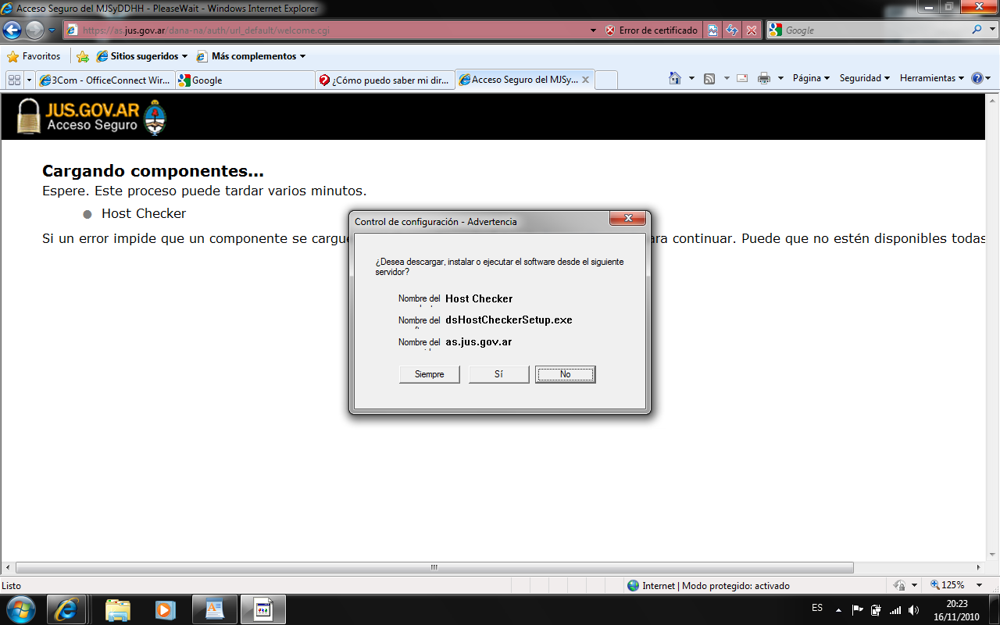 Acceso Seguro del MJSyDDHH - PleaseWait - Windows Internet Explorer
https://as.jus.gov.ar/dana-na/auth/url_default/welcome.cgi
Error de certificado
Google
Favoritos
Sitios sugeridos
Más complementos
3Com - OfficeConnect Wir...
Google
¿Cómo puedo saber mi dir...
Acceso Seguro del MJSy...
Página
Seguridad
Herramientas
JUS.GOV.AR
Acceso Seguro
Cargando componentes...
Espere. Este proceso puede tardar varios minutos.
Host Checker
Si un error impide que un componente se cargue
ara continuar. Puede que no estén disponibles todas
Control de configuración - Advertencia
¿Desea descargar, instalar o ejecutar el software desde el siguiente
servidor?
Nombre del Host Checker
Nombre del dsHostCheckerSetup.exe
Nombre del as.jus.gov.ar
Siempre
Sí
No
Listo
Internet | Modo protegido: activado
125%
ES
20:23
16/11/2010